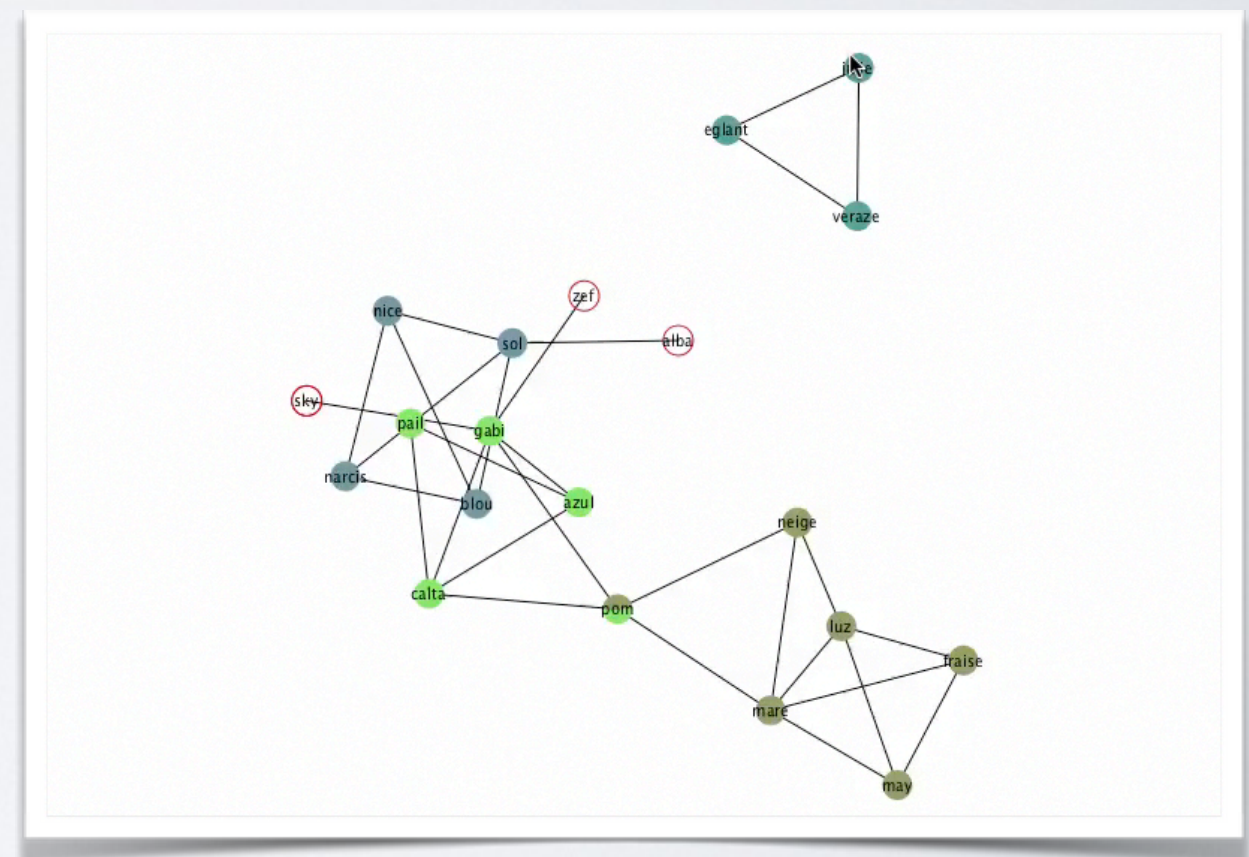 eglant
veraze
zef
nice
sol
alba
sky
pail
gabi
narcis
blou
azul
neige
calta
pom
luz
fraise
mare
may